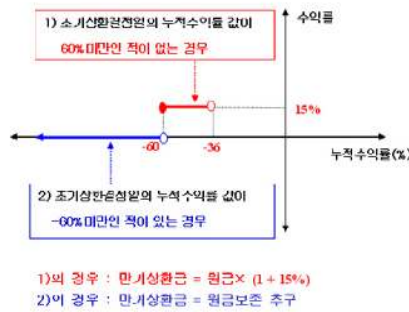 1) 조기상환결정일의 누적수익률 값이
60%미만인 적이 없는 경우
수익률
15%
-60
-36
누적수익률(%)
2) 조기상환결정일의 누적수익률 값이
-60%미만인 적이 있는 경우
1)의 경우 : 만기상환금 = 원금× (1 + 15%)
2)의 경우 : 만기상환금 = 원금보존 추구